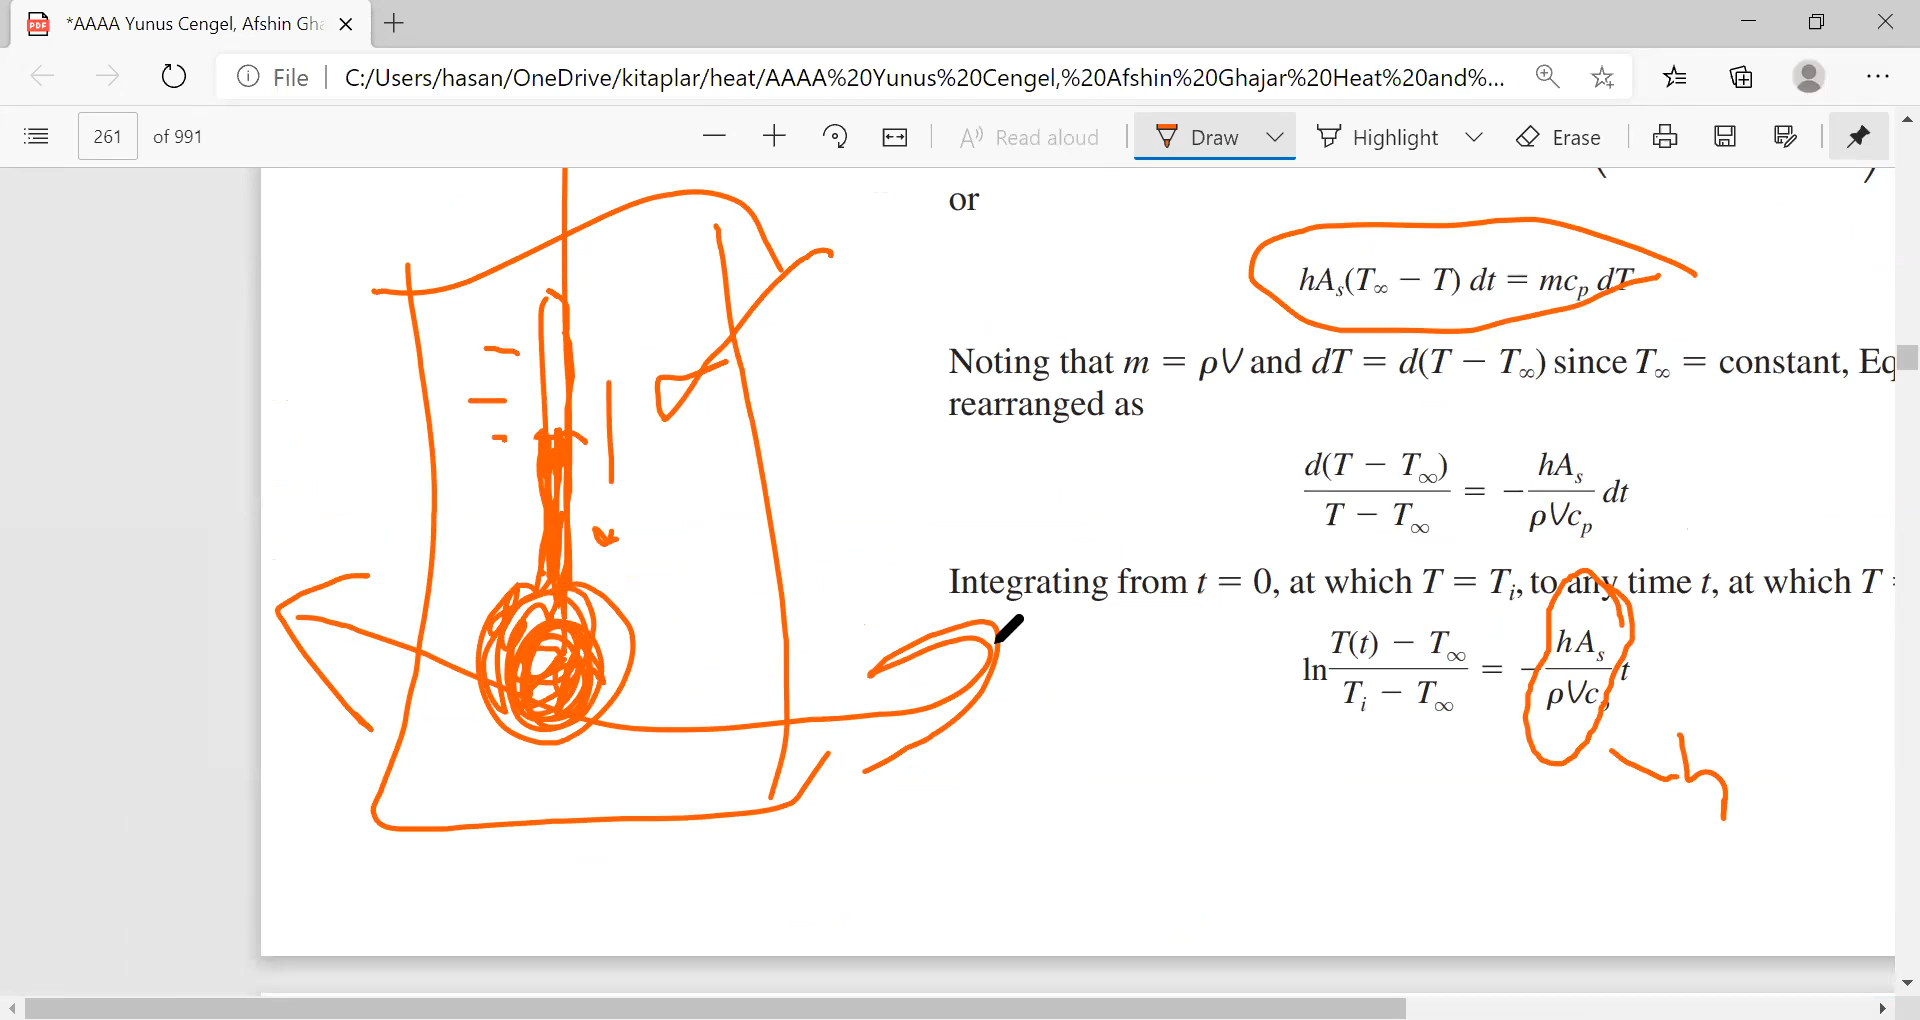 *AAAA Yunus Cengel, Afshin Gha
File
C:/Users/hasan/OneDrive/kitaplar/heat/AAAA%20Yunus%20Cengel,%20Afshin%20Ghajar%20Heat%20and%...
261 of 991
Read aloud
Draw
Highlight
Erase
or
hA_s(T_∞ − T) dt = mc_p dT
Noting that m = ρV and dT = d(T − T_∞) since T_∞ = constant, Eq
rearranged as
d(T − T_∞) / T − T_∞ = − hA_s / ρVc_p dt
Integrating from t = 0, at which T = T_i, to any time t, at which T =
ln T(t) − T_∞ / T_i − T_∞ = − hA_s / ρVc t
h